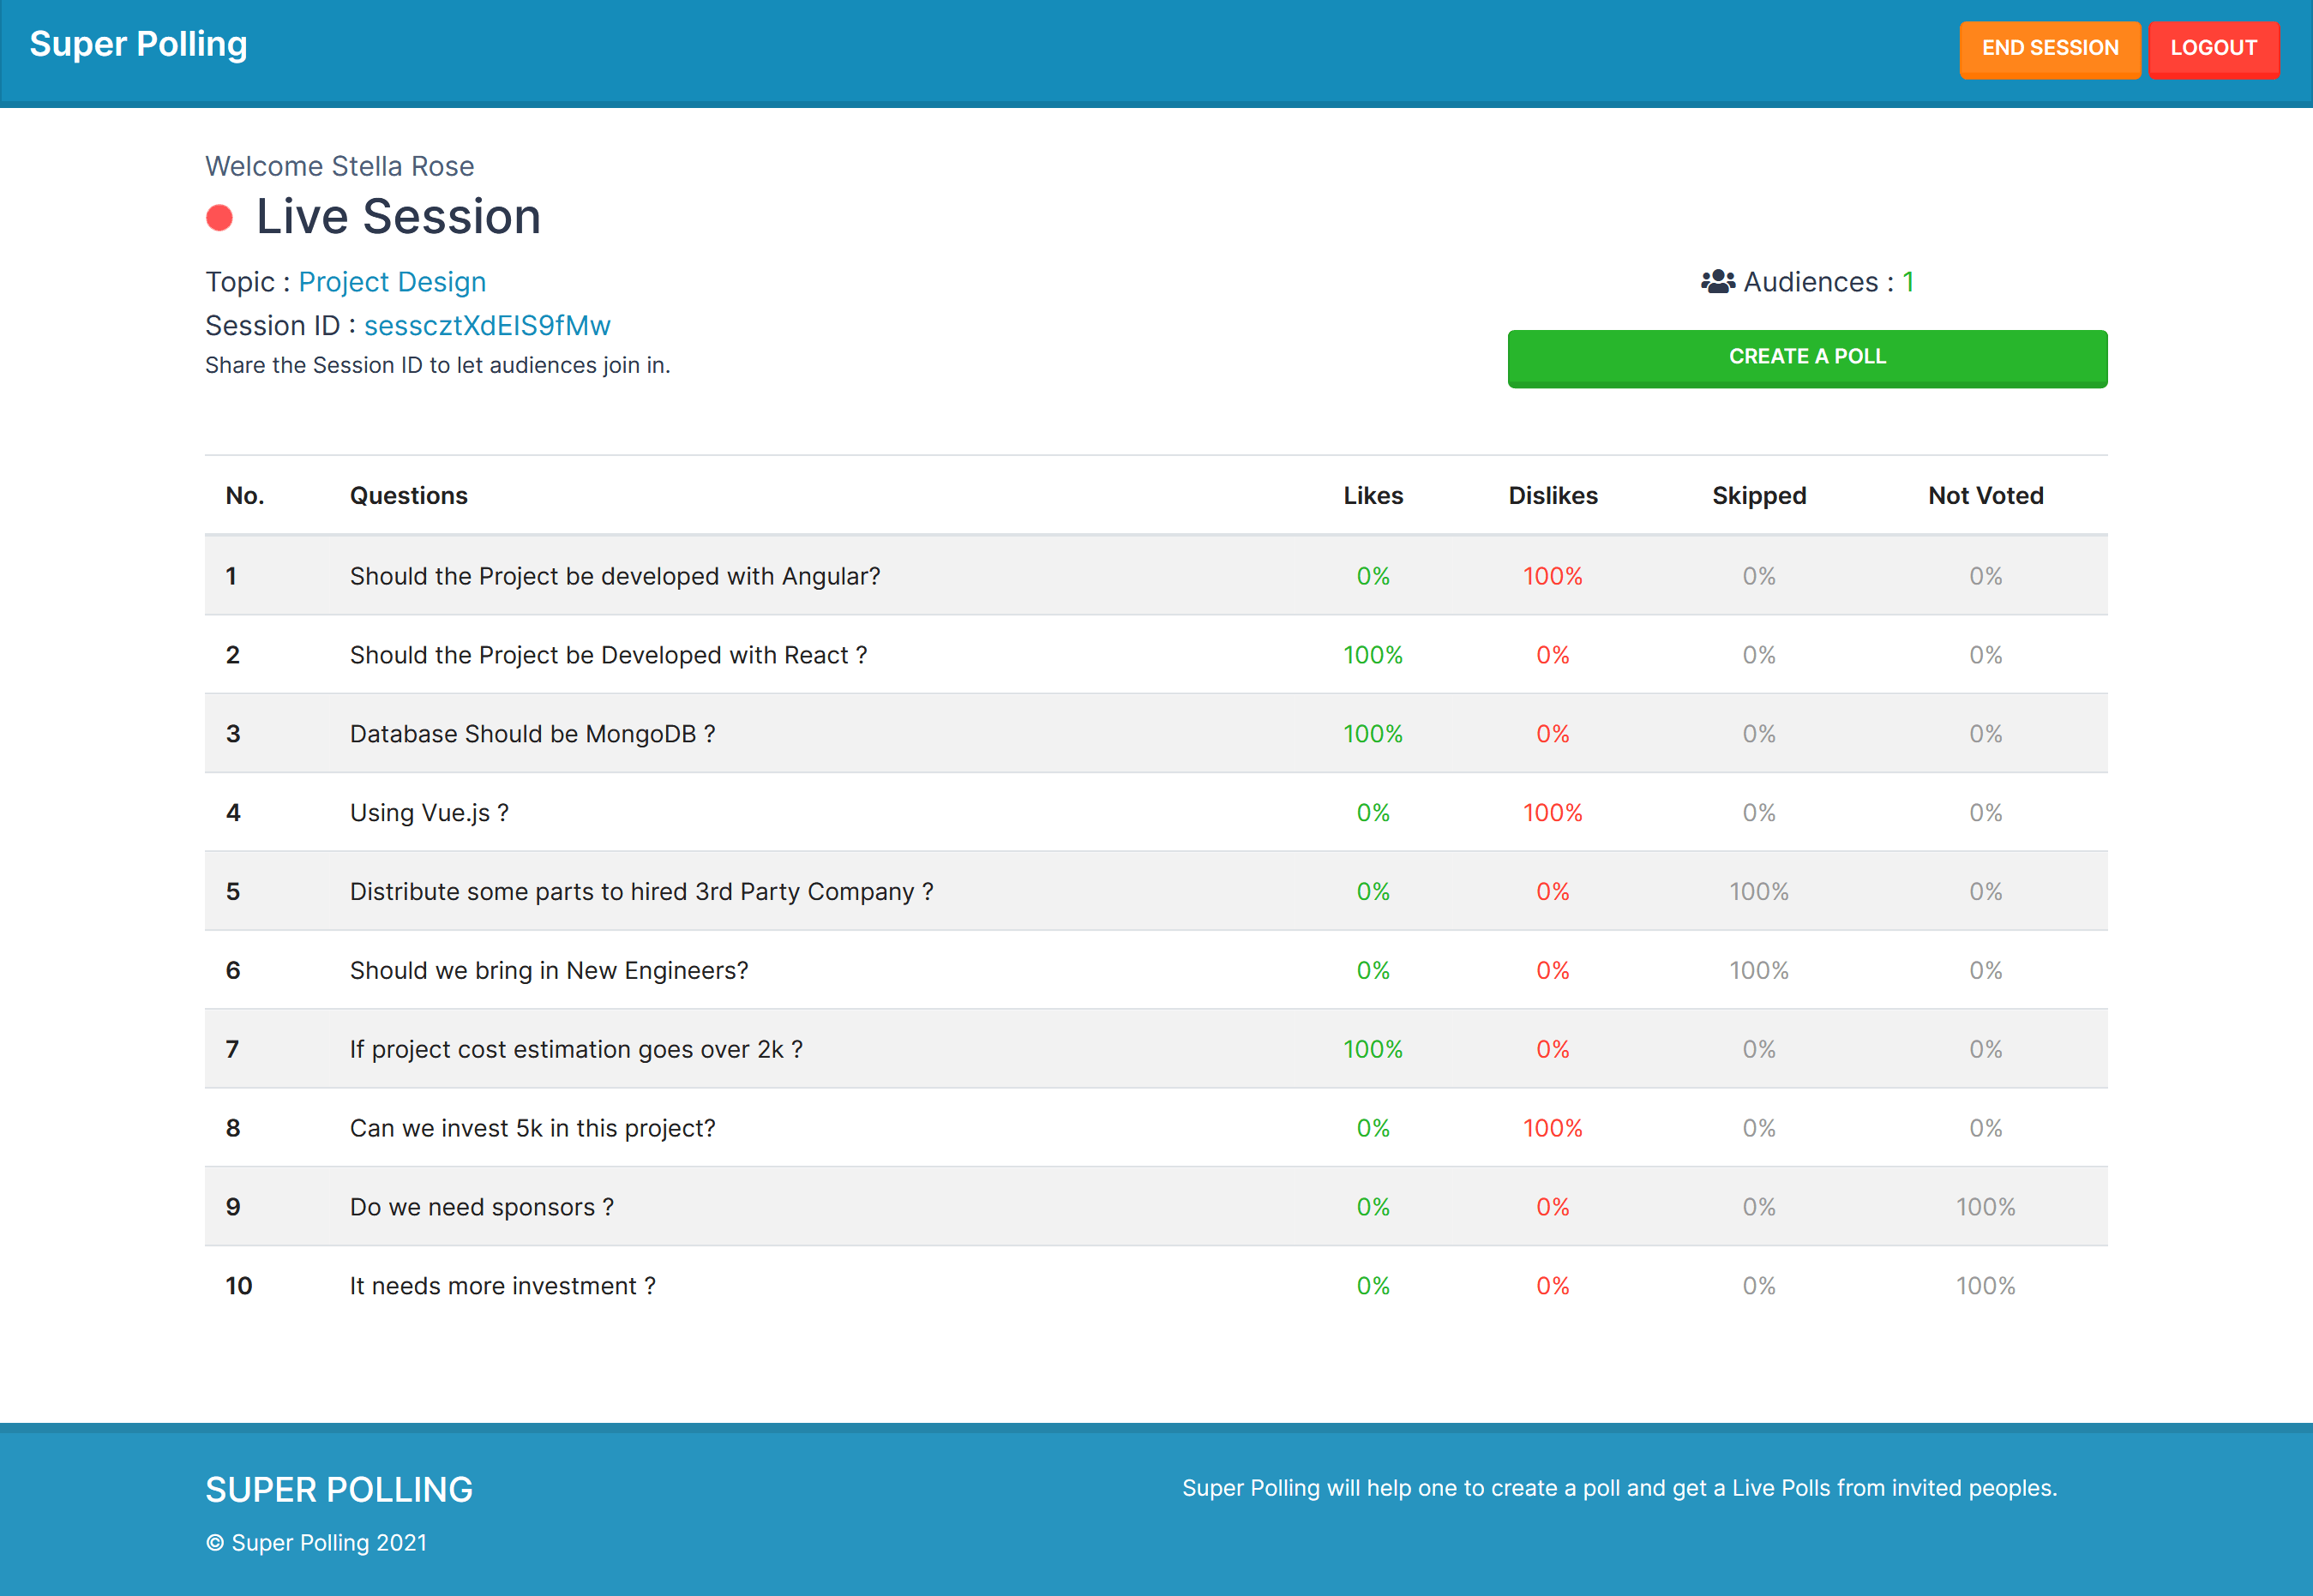 Super Polling
END SESSION LOGOUT
Welcome Stella Rose
Live Session
Topic : Project Design
Audiences : 1
Session ID : sesscztXdEIS9fMw
Share the Session ID to let audiences join in.
CREATE A POLL
No. Questions Likes Dislikes Skipped Not Voted
1 Should the Project be developed with Angular? 0% 100% 0% 0%
2 Should the Project be Developed with React ? 100% 0% 0% 0%
3 Database Should be MongoDB ? 100% 0% 0% 0%
4 Using Vue.js ? 0% 100% 0% 0%
5 Distribute some parts to hired 3rd Party Company ? 0% 0% 100% 0%
6 Should we bring in New Engineers? 0% 0% 100% 0%
7 If project cost estimation goes over 2k ? 100% 0% 0% 0%
8 Can we invest 5k in this project? 0% 100% 0% 0%
9 Do we need sponsors ? 0% 0% 0% 100%
10 It needs more investment ? 0% 0% 0% 100%
SUPER POLLING
Super Polling will help one to create a poll and get a Live Polls from invited peoples.
© Super Polling 2021